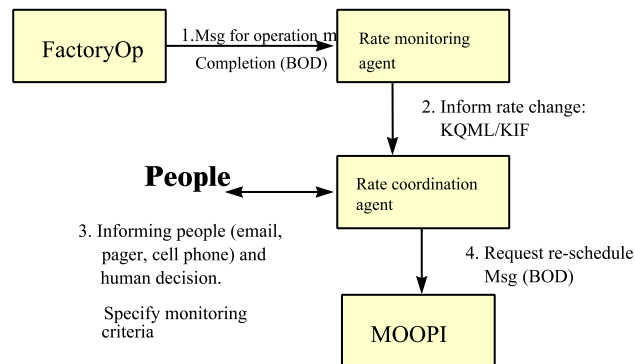 FactoryOp
1.Msg for operation m
Completion (BOD)
Rate monitoring
agent
2. Inform rate change:
KQML/KIF
People
Rate coordination
agent
3. Informing people (email,
pager, cell phone) and
human decision.
Specify monitoring
criteria
4. Request re-schedule
Msg (BOD)
MOOPI